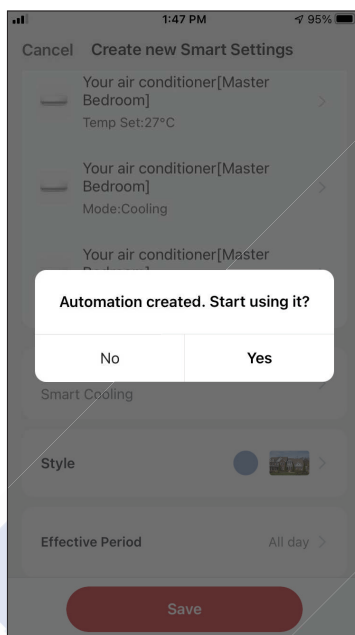 1:47 PM 95%
Cancel Create new Smart Settings
Your air conditioner[Master
Bedroom]
Temp Set:27°C
Your air conditioner[Master
Bedroom]
Mode:Cooling
Your air conditioner[Master
Automation created. Start using it?
No Yes
Smart Cooling
Style
Effective Period All day
Save